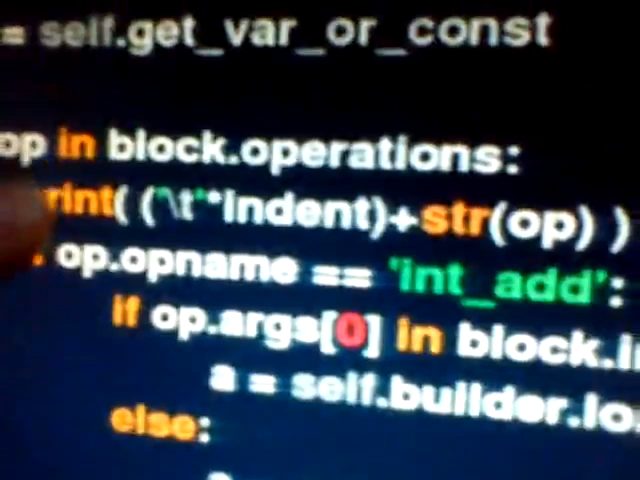 = self.get_var_or_const
op in block.operations:
rint( ('\t'*indent)+str(op) )
op.opname == 'int_add':
if op.args[0] in block.i
a = self.builder.lo
else:
a